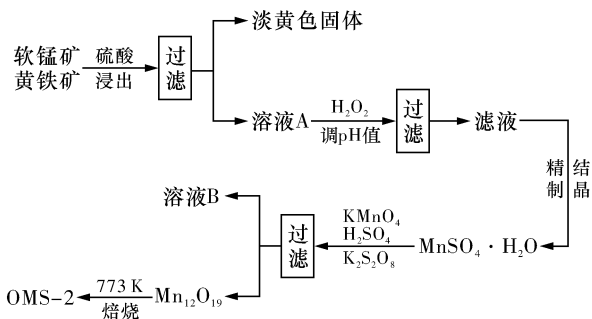 淡黄色固体
软锰矿
黄铁矿
硫酸
浸出
过滤
溶液A
H₂O₂
调pH值
过滤
滤液
精制
结晶
溶液B
过滤
KMnO₄
H₂SO₄
K₂S₂O₈
MnSO₄·H₂O
OMS-2
773 K
焙烧
Mn₁₂O₁₉